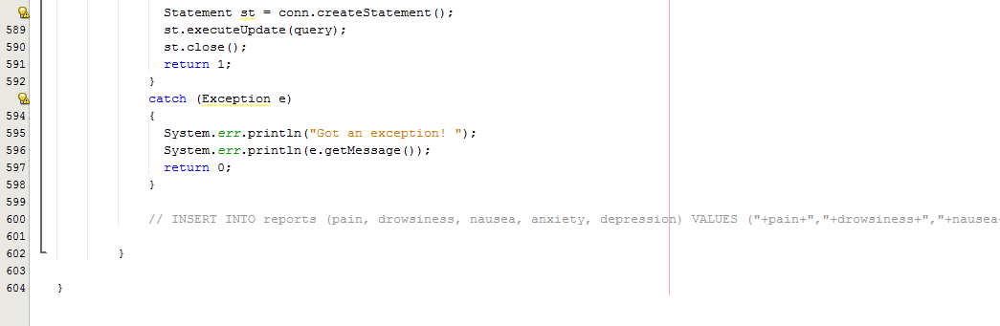 Statement st = conn.createStatement();
589 st.executeUpdate(query);
590 st.close();
591 return 1;
592 }
catch (Exception e)
594 {
595 System.err.println("Got an exception! ");
596 System.err.println(e.getMessage());
597 return 0;
598 }
599
600 // INSERT INTO reports (pain, drowsiness, nausea, anxiety, depression) VALUES ("+pain+","+drowsiness+","+nausea+
601
602 }
603
604 }